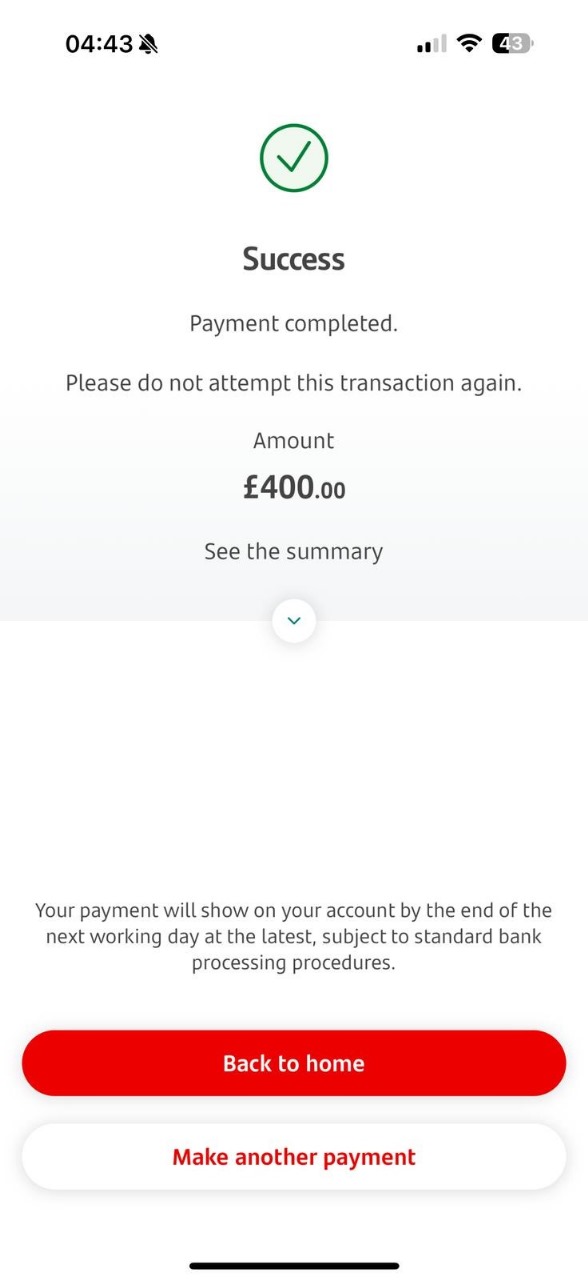 04:43
43
Success
Payment completed.
Please do not attempt this transaction again.
Amount
£400.00
See the summary
Your payment will show on your account by the end of the
next working day at the latest, subject to standard bank
processing procedures.
Back to home
Make another payment